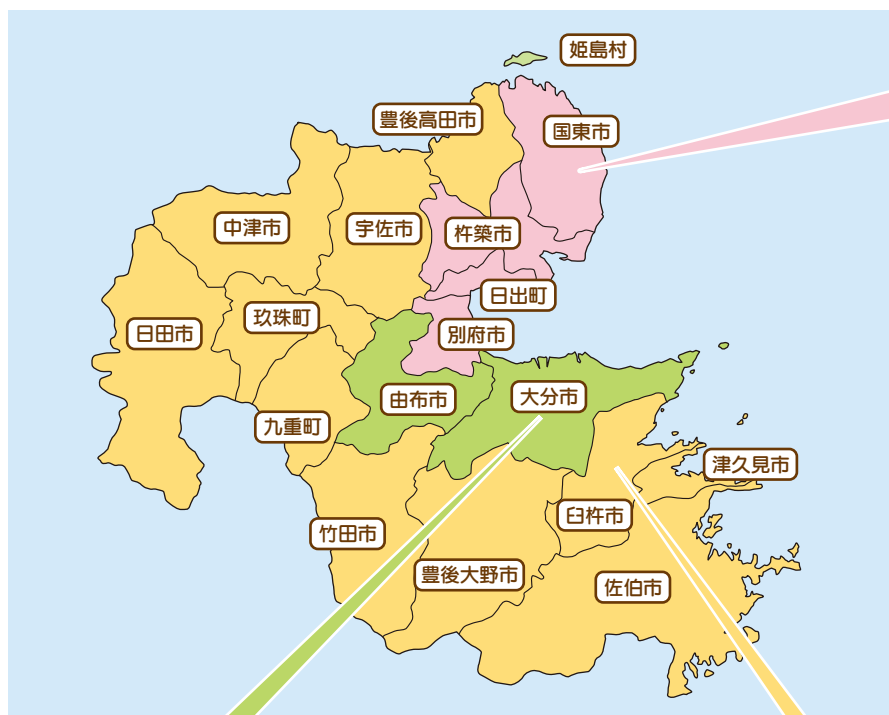 姫島村
豊後高田市
国東市
中津市
宇佐市
杵築市
日出町
玖珠町
日田市
別府市
由布市
大分市
九重町
津久見市
臼杵市
竹田市
豊後大野市
佐伯市